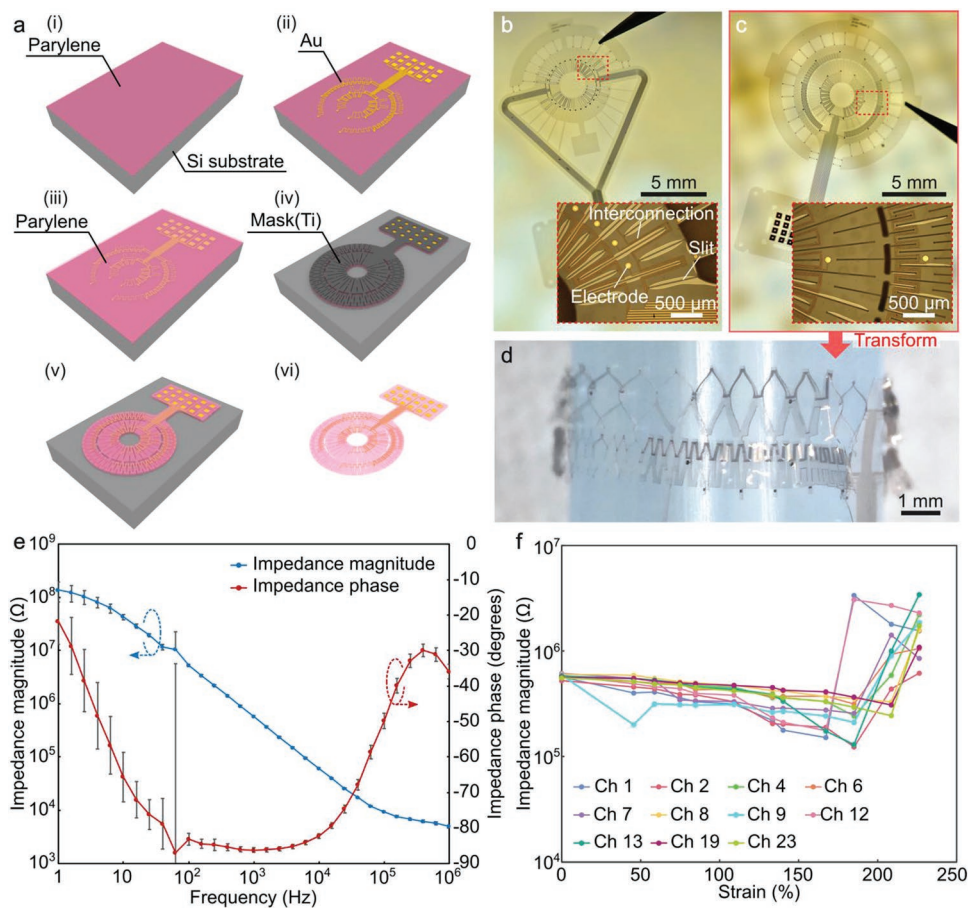 a
(i)
Parylene
Si substrate
(ii)
Au
(iii)
Parylene
(iv)
Mask(Ti)
(v)
(vi)
b
5 mm
Interconnection
Slit
Electrode
500 µm
c
5 mm
500 µm
Transform
d
1 mm
e
Impedance magnitude (Ω)
10⁹
10⁸
10⁷
10⁶
10⁵
10⁴
10³
Impedance magnitude
Impedance phase
0
-10
-20
-30
-40
-50
-60
-70
-80
-90
Impedance phase (degrees)
1
10
10²
10³
10⁴
10⁵
10⁶
Frequency (Hz)
f
Impedance magnitude (Ω)
10⁷
10⁶
10⁵
10⁴
Ch 1
Ch 2
Ch 4
Ch 6
Ch 7
Ch 8
Ch 9
Ch 12
Ch 13
Ch 19
Ch 23
0
50
100
150
200
250
Strain (%)